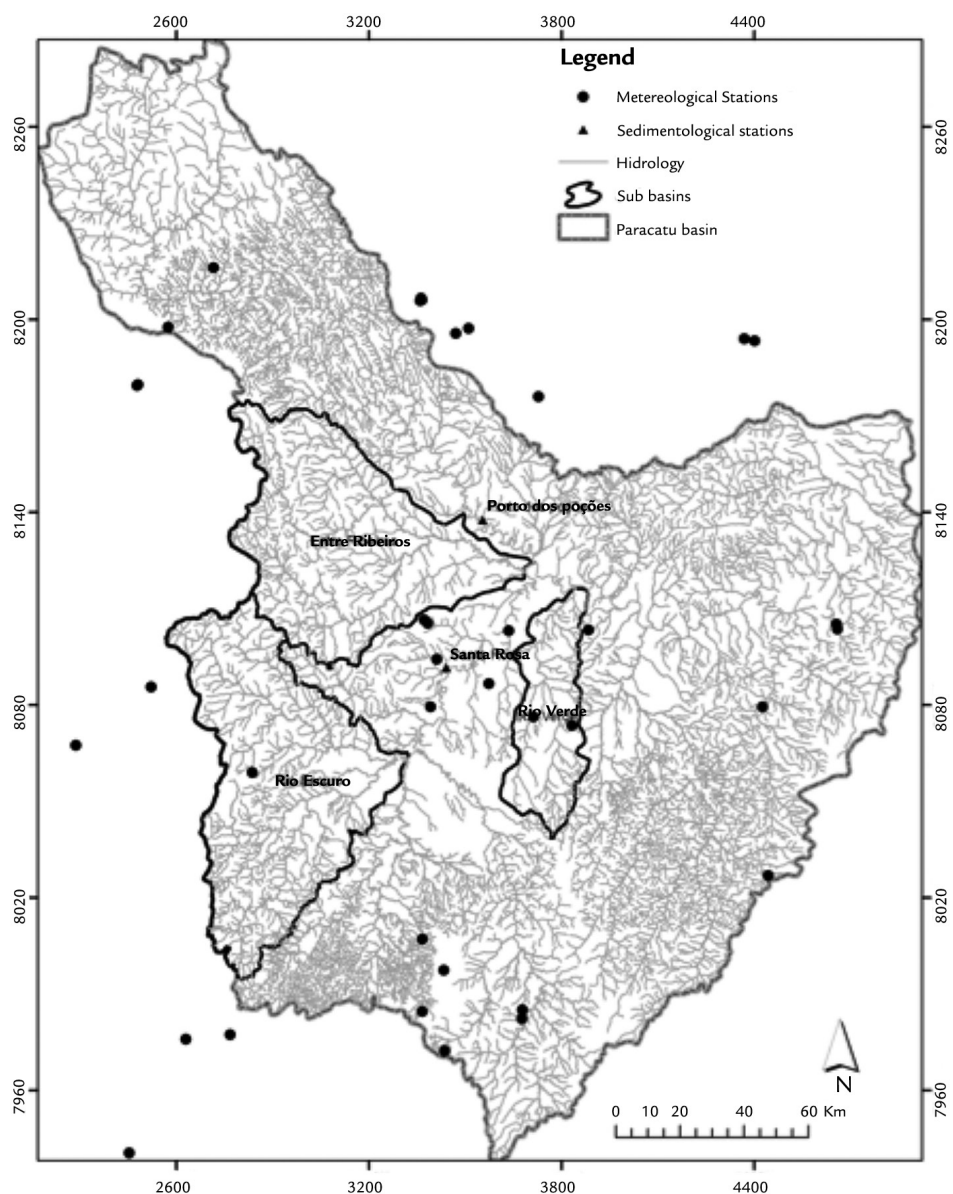 2600 3200 3800 4400
Legend
Metereological Stations
Sedimentological stations
Hidrology
Sub basins
Paracatu basin
8260 8260
8200 8200
Porto dos poções
8140 8140
Entre Ribeiros
Santa Rosa
8080 8080
Rio Verde
Rio Escuro
8020 8020
N
7960 7960
0 10 20 40 60 Km
2600 3200 3800 4400